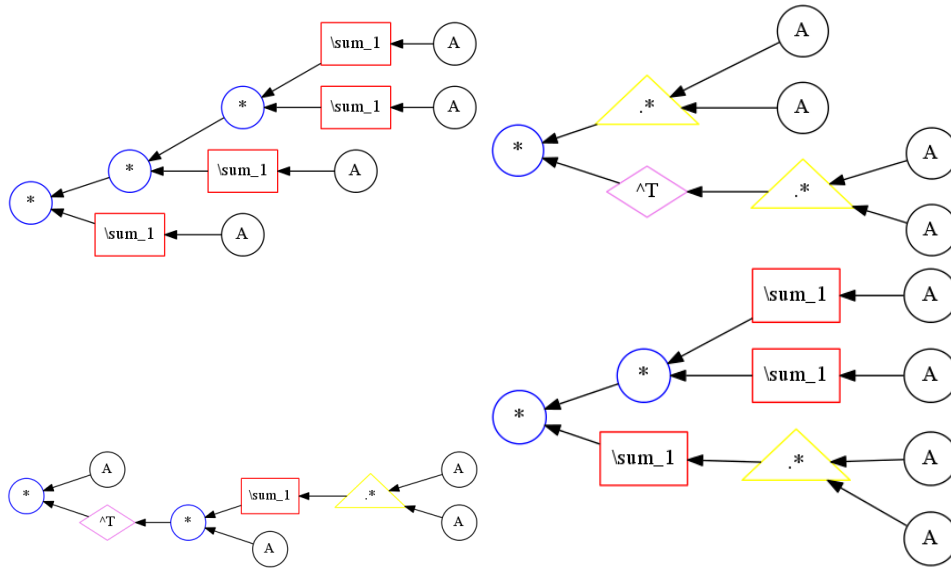 \sum_1 A
* \sum_1 A
* \sum_1 A
* \sum_1 A
A
.* A
*
^T .* A
A
A
* ^T * \sum_1 .* A
A A
\sum_1 A
* \sum_1 A
*
\sum_1 .* A
A